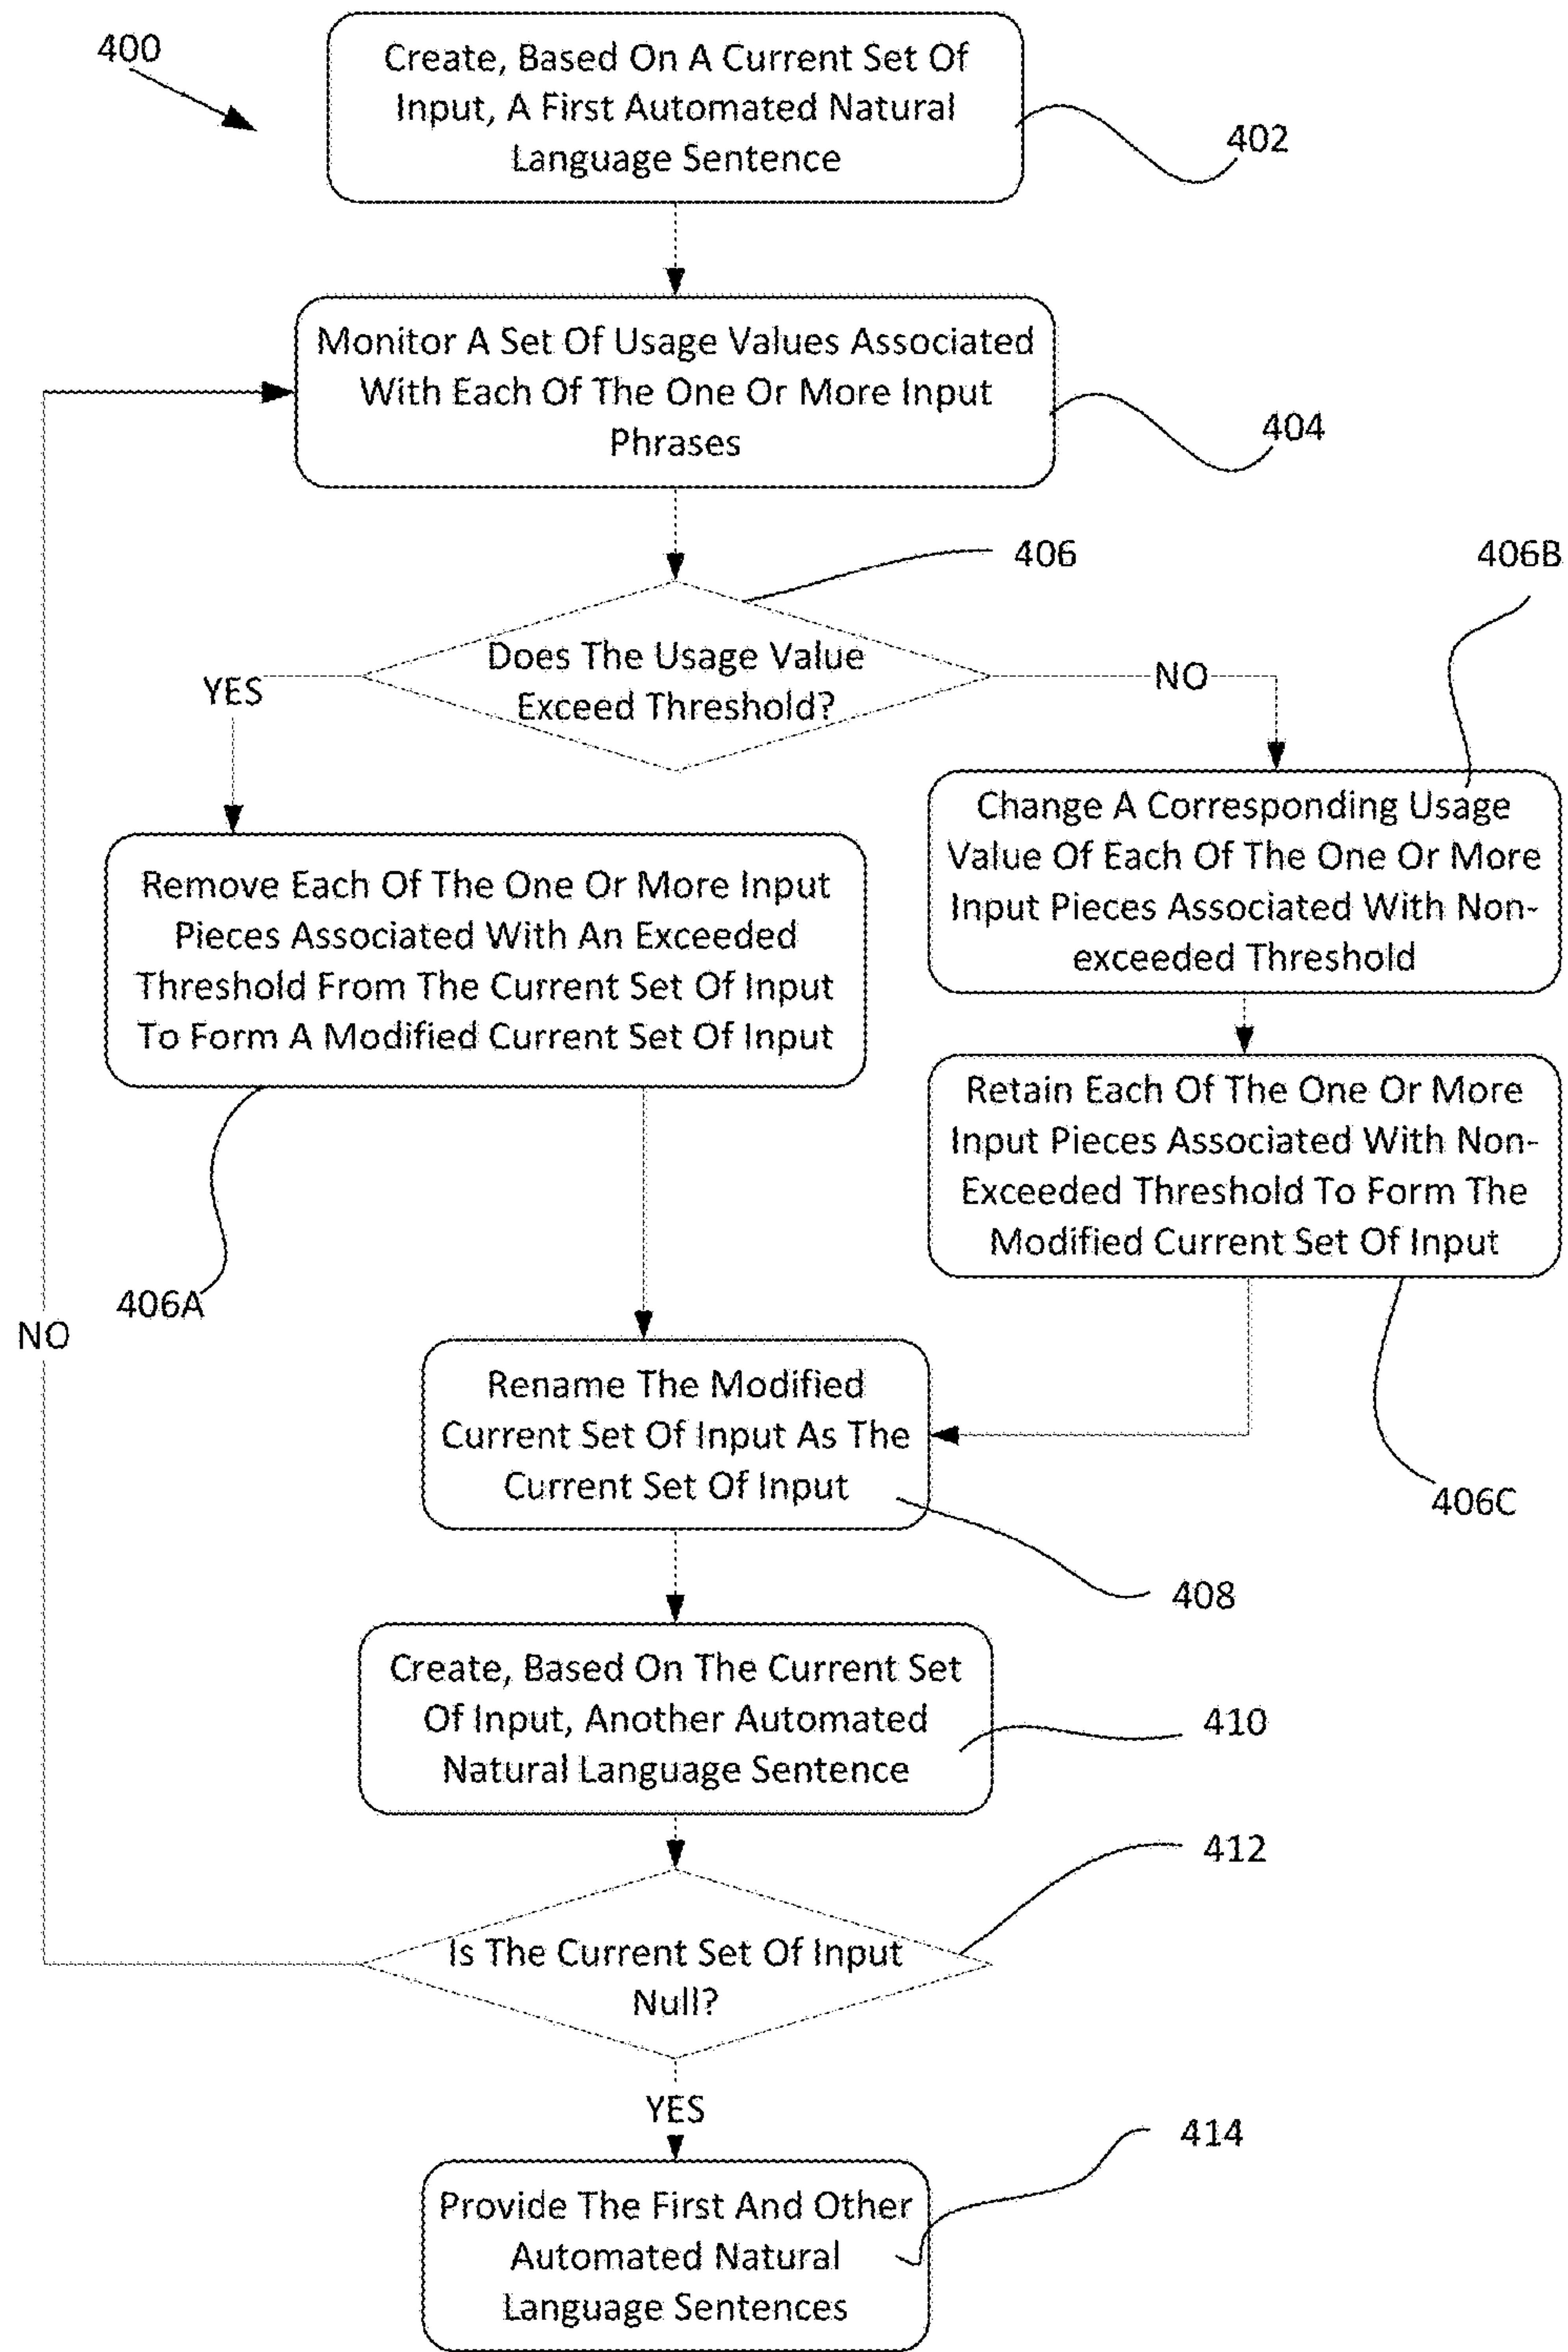 400
Create, Based On A Current Set Of
Input, A First Automated Natural
Language Sentence
402
Monitor A Set Of Usage Values Associated
With Each Of The One Or More Input
Phrases
404
406
406B
Does The Usage Value
Exceed Threshold?
YES
NO
Change A Corresponding Usage
Value Of Each Of The One Or More
Input Pieces Associated With Non-
exceeded Threshold
Remove Each Of The One Or More Input
Pieces Associated With An Exceeded
Threshold From The Current Set Of Input
To Form A Modified Current Set Of Input
Retain Each Of The One Or More
Input Pieces Associated With Non-
Exceeded Threshold To Form The
Modified Current Set Of Input
406A
NO
Rename The Modified
Current Set Of Input As The
Current Set Of Input
406C
408
Create, Based On The Current Set
Of Input, Another Automated
Natural Language Sentence
410
412
Is The Current Set Of Input
Null?
YES
414
Provide The First And Other
Automated Natural
Language Sentences